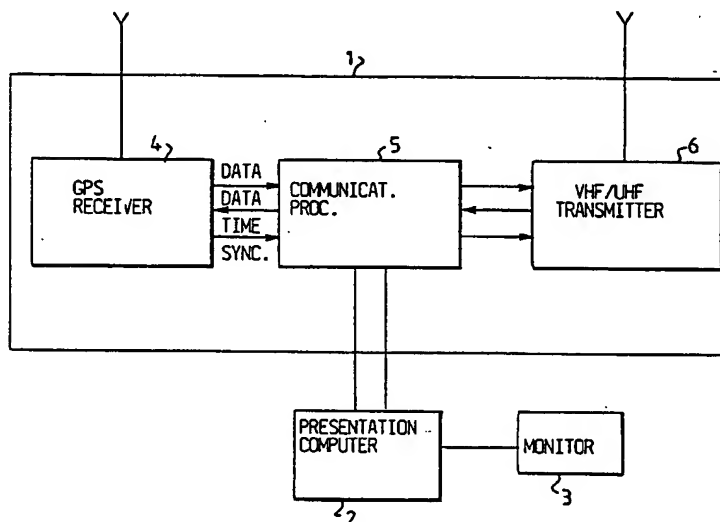 1
4
5
6
GPS
RECEIVER
DATA
DATA
TIME
SYNC.
COMMUNICAT.
PROC.
VHF/UHF
TRANSMITTER
PRESENTATION
COMPUTER
MONITOR
2
3